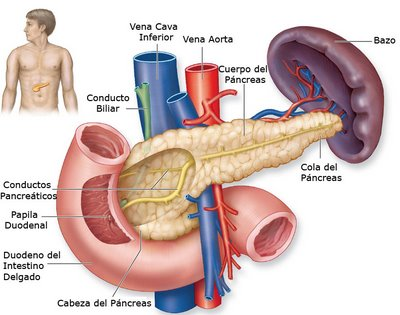 Vena Cava
Inferior
Vena Aorta
Bazo
Cuerpo del
Páncreas
Conducto
Biliar
Cola del
Páncreas
Conductos
Pancreáticos
Papila
Duodenal
Duodeno del
Intestino
Delgado
Cabeza del Páncreas